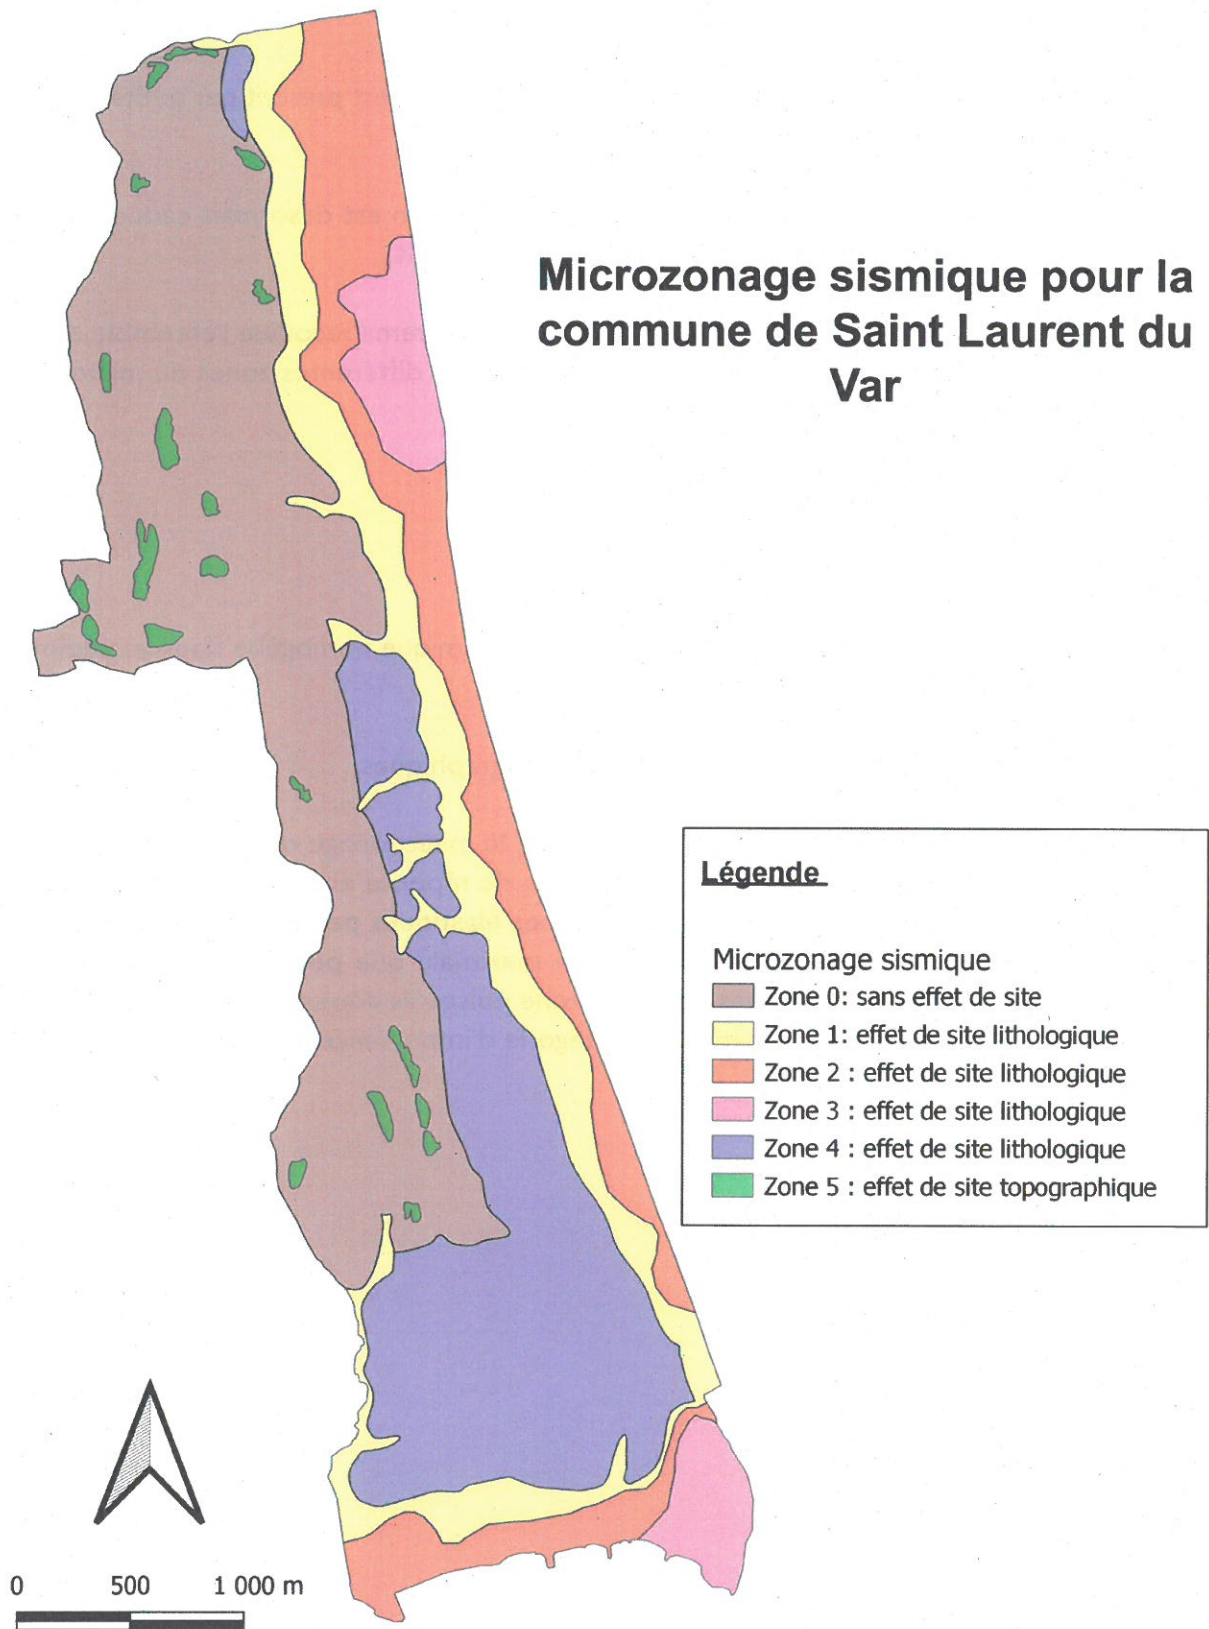 Microzonage sismique pour la
commune de Saint Laurent du
Var
Légende
Microzonage sismique
Zone 0: sans effet de site
Zone 1: effet de site lithologique
Zone 2 : effet de site lithologique
Zone 3 : effet de site lithologique
Zone 4 : effet de site lithologique
Zone 5 : effet de site topographique
0 500 1 000 m